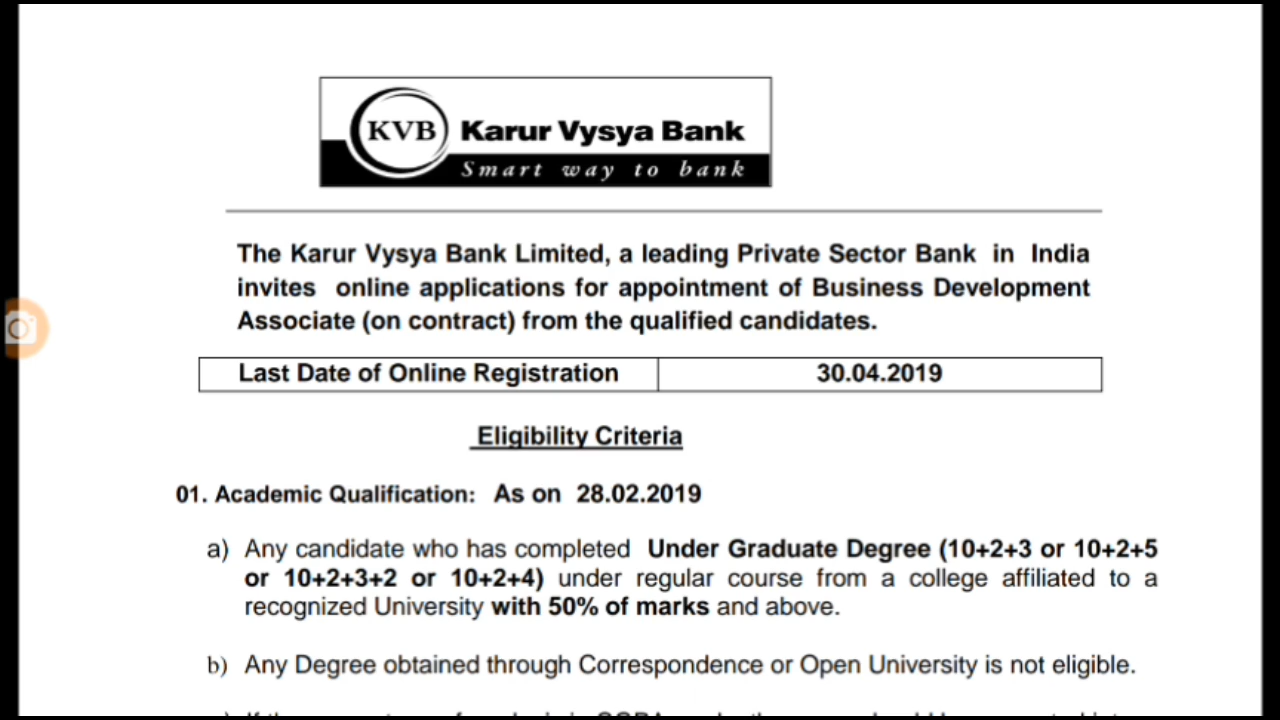 KVB Karur Vysya Bank
Smart way to bank
The Karur Vysya Bank Limited, a leading Private Sector Bank in India
invites online applications for appointment of Business Development
Associate (on contract) from the qualified candidates.
Last Date of Online Registration 30.04.2019
Eligibility Criteria
01. Academic Qualification: As on 28.02.2019
a) Any candidate who has completed Under Graduate Degree (10+2+3 or 10+2+5
or 10+2+3+2 or 10+2+4) under regular course from a college affiliated to a
recognized University with 50% of marks and above.
b) Any Degree obtained through Correspondence or Open University is not eligible.